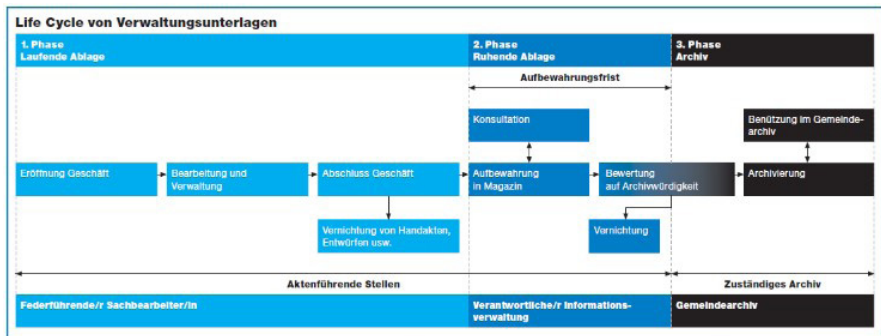 Life Cycle von Verwaltungsunterlagen
1. Phase
Laufende Ablage
2. Phase
Ruhende Ablage
3. Phase
Archiv
Aufbewahrungsfrist
Konsultation
Benützung im Gemeinde-
archiv
Eröffnung Geschäft
Bearbeitung und
Verwaltung
Abschluss Geschäft
Aufbewahrung
in Magazin
Bewertung
auf Archivwürdigkeit
Archivierung
Vernichtung von Handakten,
Entwürfen usw.
Vernichtung
Aktenführende Stellen
Zuständiges Archiv
Federführende/r Sachbearbeiter/in
Verantwortliche/r Informations-
verwaltung
Gemeindearchiv